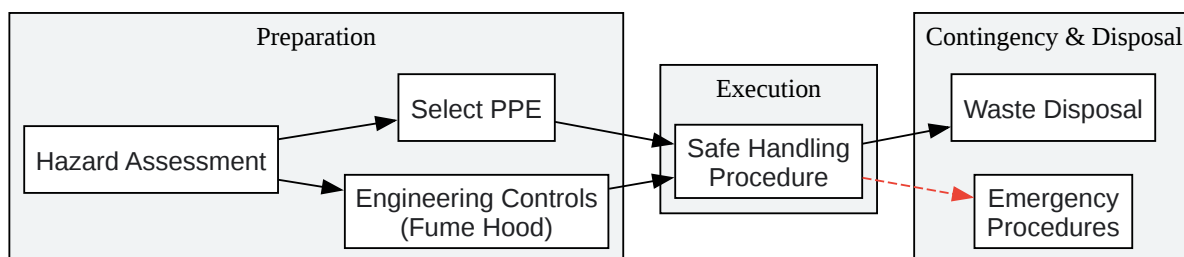 Preparation
Hazard Assessment
Select PPE
Engineering Controls
(Fume Hood)
Execution
Safe Handling
Procedure
Contingency & Disposal
Waste Disposal
Emergency
Procedures